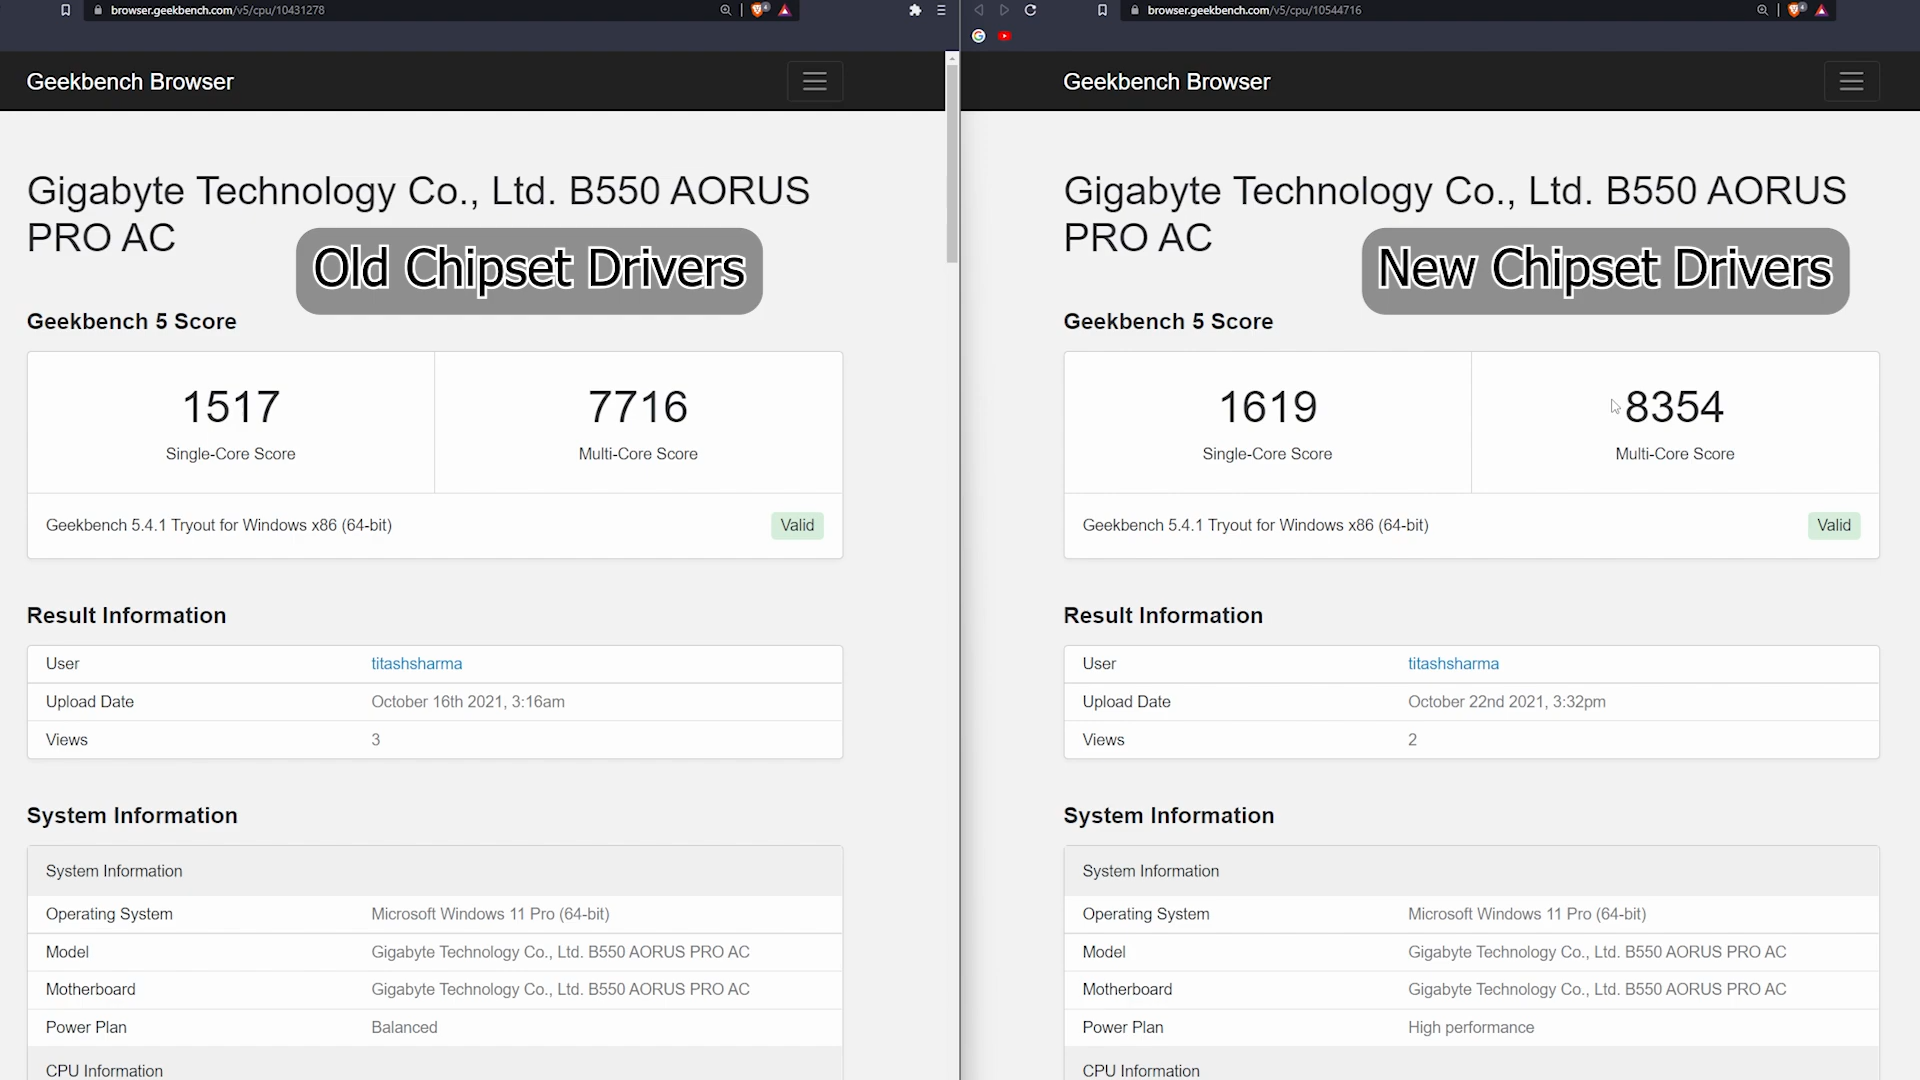 browser.geekbench.com/v5/cpu/10431278
Geekbench Browser
Gigabyte Technology Co., Ltd. B550 AORUS
PRO AC
Old Chipset Drivers
Geekbench 5 Score
1517
7716
Single-Core Score
Multi-Core Score
Geekbench 5.4.1 Tryout for Windows x86 (64-bit)
Valid
Result Information
User
titashsharma
Upload Date
October 16th 2021, 3:16am
Views
3
System Information
System Information
Operating System
Microsoft Windows 11 Pro (64-bit)
Model
Gigabyte Technology Co., Ltd. B550 AORUS PRO AC
Motherboard
Gigabyte Technology Co., Ltd. B550 AORUS PRO AC
Power Plan
Balanced
CPU Information
browser.geekbench.com/v5/cpu/10544716
Geekbench Browser
Gigabyte Technology Co., Ltd. B550 AORUS
PRO AC
New Chipset Drivers
Geekbench 5 Score
1619
8354
Single-Core Score
Multi-Core Score
Geekbench 5.4.1 Tryout for Windows x86 (64-bit)
Valid
Result Information
User
titashsharma
Upload Date
October 22nd 2021, 3:32pm
Views
2
System Information
System Information
Operating System
Microsoft Windows 11 Pro (64-bit)
Model
Gigabyte Technology Co., Ltd. B550 AORUS PRO AC
Motherboard
Gigabyte Technology Co., Ltd. B550 AORUS PRO AC
Power Plan
High performance
CPU Information